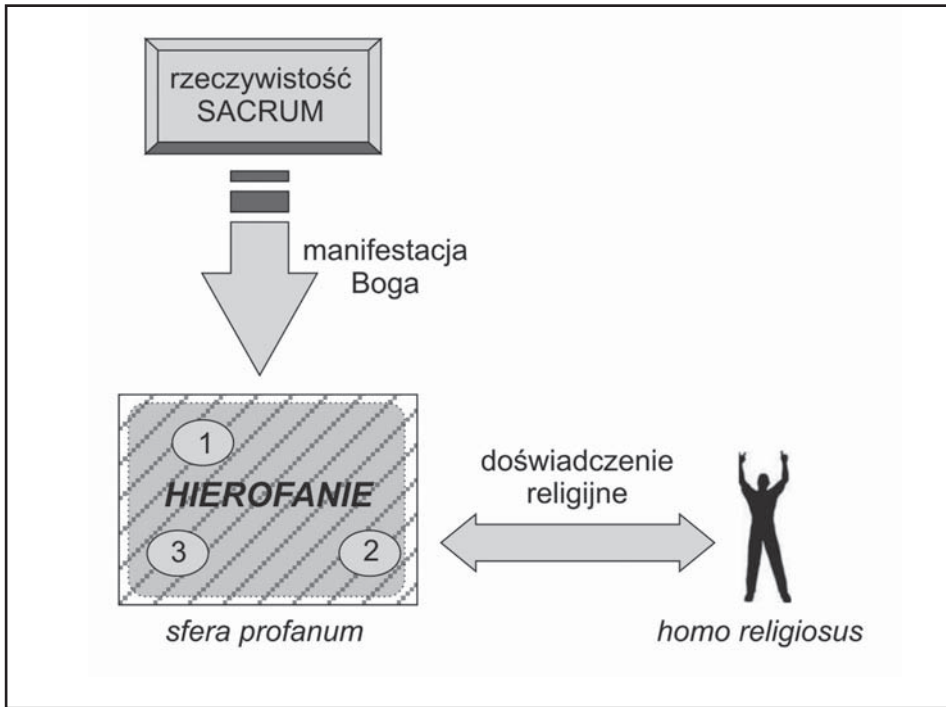 rzeczywistość
SACRUM
manifestacja
Boga
1
HIEROFANIE
3
2
sfera profanum
doświadczenie
religijne
homo religiosus